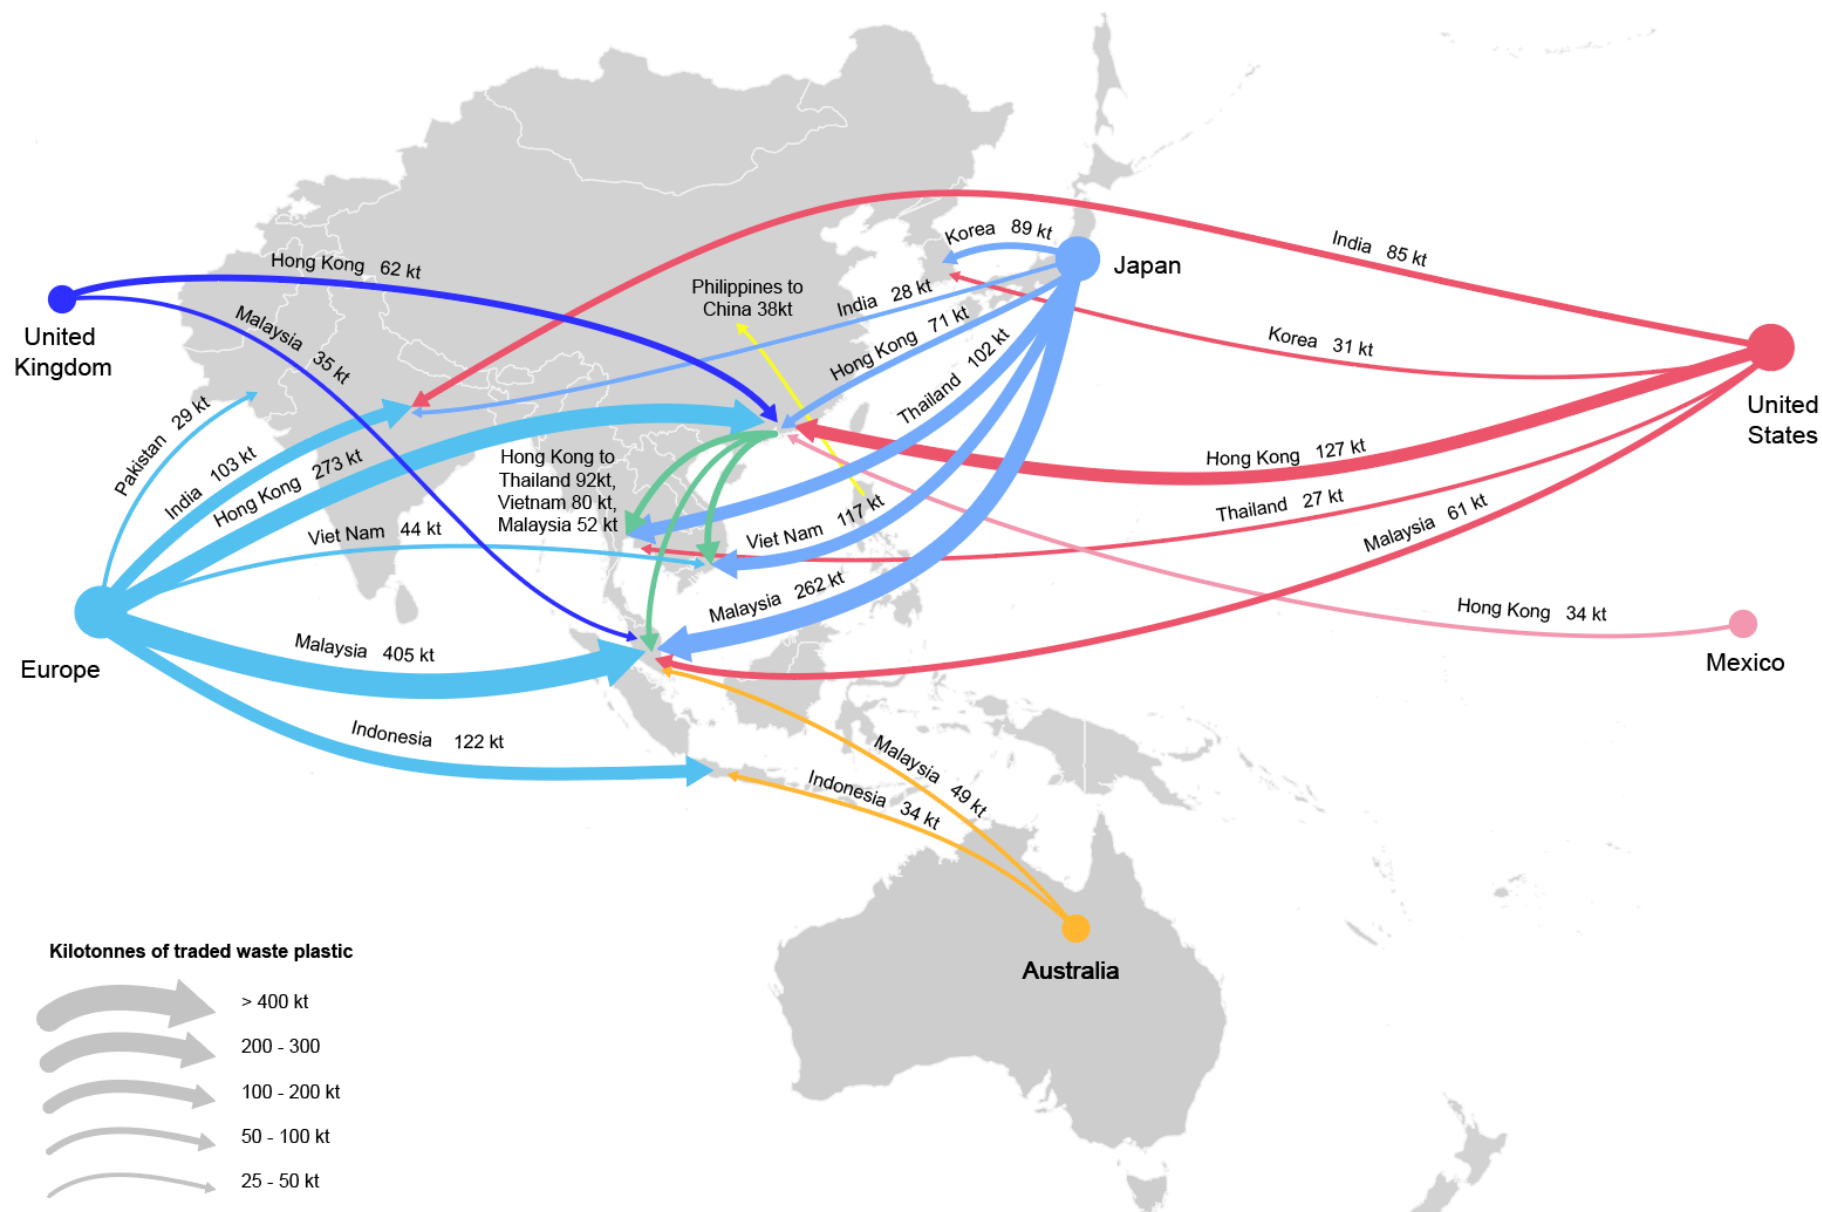 Hong Kong 62 kt
Malaysia 35 kt
United
Kingdom
Pakistan 29 kt
India 103 kt
Hong Kong 273 kt
Viet Nam 44 kt
Malaysia 405 kt
Indonesia 122 kt
Europe
Philippines to
China 38kt
Hong Kong to
Thailand 92kt,
Vietnam 80 kt,
Malaysia 52 kt
Korea 89 kt
Japan
India 28 kt
Hong Kong 71 kt
Thailand 102 kt
Viet Nam 117 kt
Malaysia 262 kt
India 85 kt
Korea 31 kt
United
States
Hong Kong 127 kt
Thailand 27 kt
Malaysia 61 kt
Hong Kong 34 kt
Mexico
Malaysia 49 kt
Indonesia 34 kt
Australia
Kilotonnes of traded waste plastic
> 400 kt
200 - 300
100 - 200 kt
50 - 100 kt
25 - 50 kt